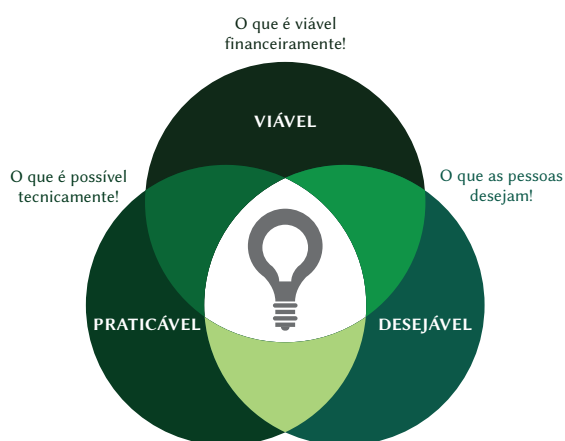 O que é viável
financeiramente!
VIÁVEL
O que é possível
tecnicamente!
O que as pessoas
desejam!
PRATICÁVEL
DESEJÁVEL